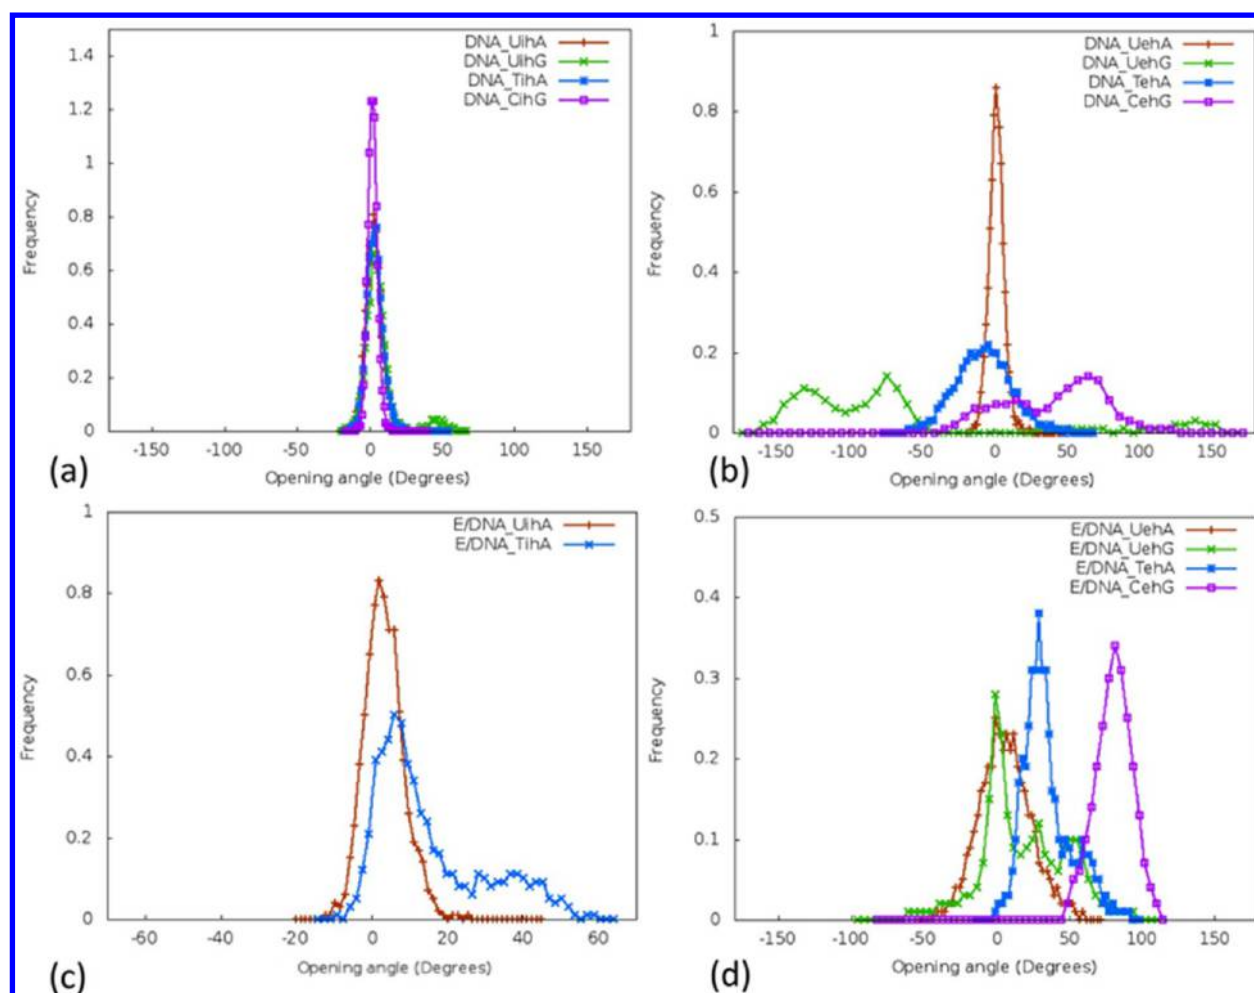 DNA_UihA
DNA_UihG
DNA_TihA
DNA_CihG
1.4
1.2
1
0.8
0.6
0.4
0.2
0
Frequency
-150 -100 -50 0 50 100 150
Opening angle (Degrees)
(a)
DNA_UehA
DNA_UehG
DNA_TehA
DNA_CehG
1
0.8
0.6
0.4
0.2
0
Frequency
-150 -100 -50 0 50 100 150
Opening angle (Degrees)
(b)
E/DNA_UihA
E/DNA_TihA
1
0.8
0.6
0.4
0.2
0
Frequency
-60 -40 -20 0 20 40 60
Opening angle (Degrees)
(c)
E/DNA_UehA
E/DNA_UehG
E/DNA_TehA
E/DNA_CehG
0.5
0.4
0.3
0.2
0.1
0
Frequency
-150 -100 -50 0 50 100 150
Opening angle (Degrees)
(d)